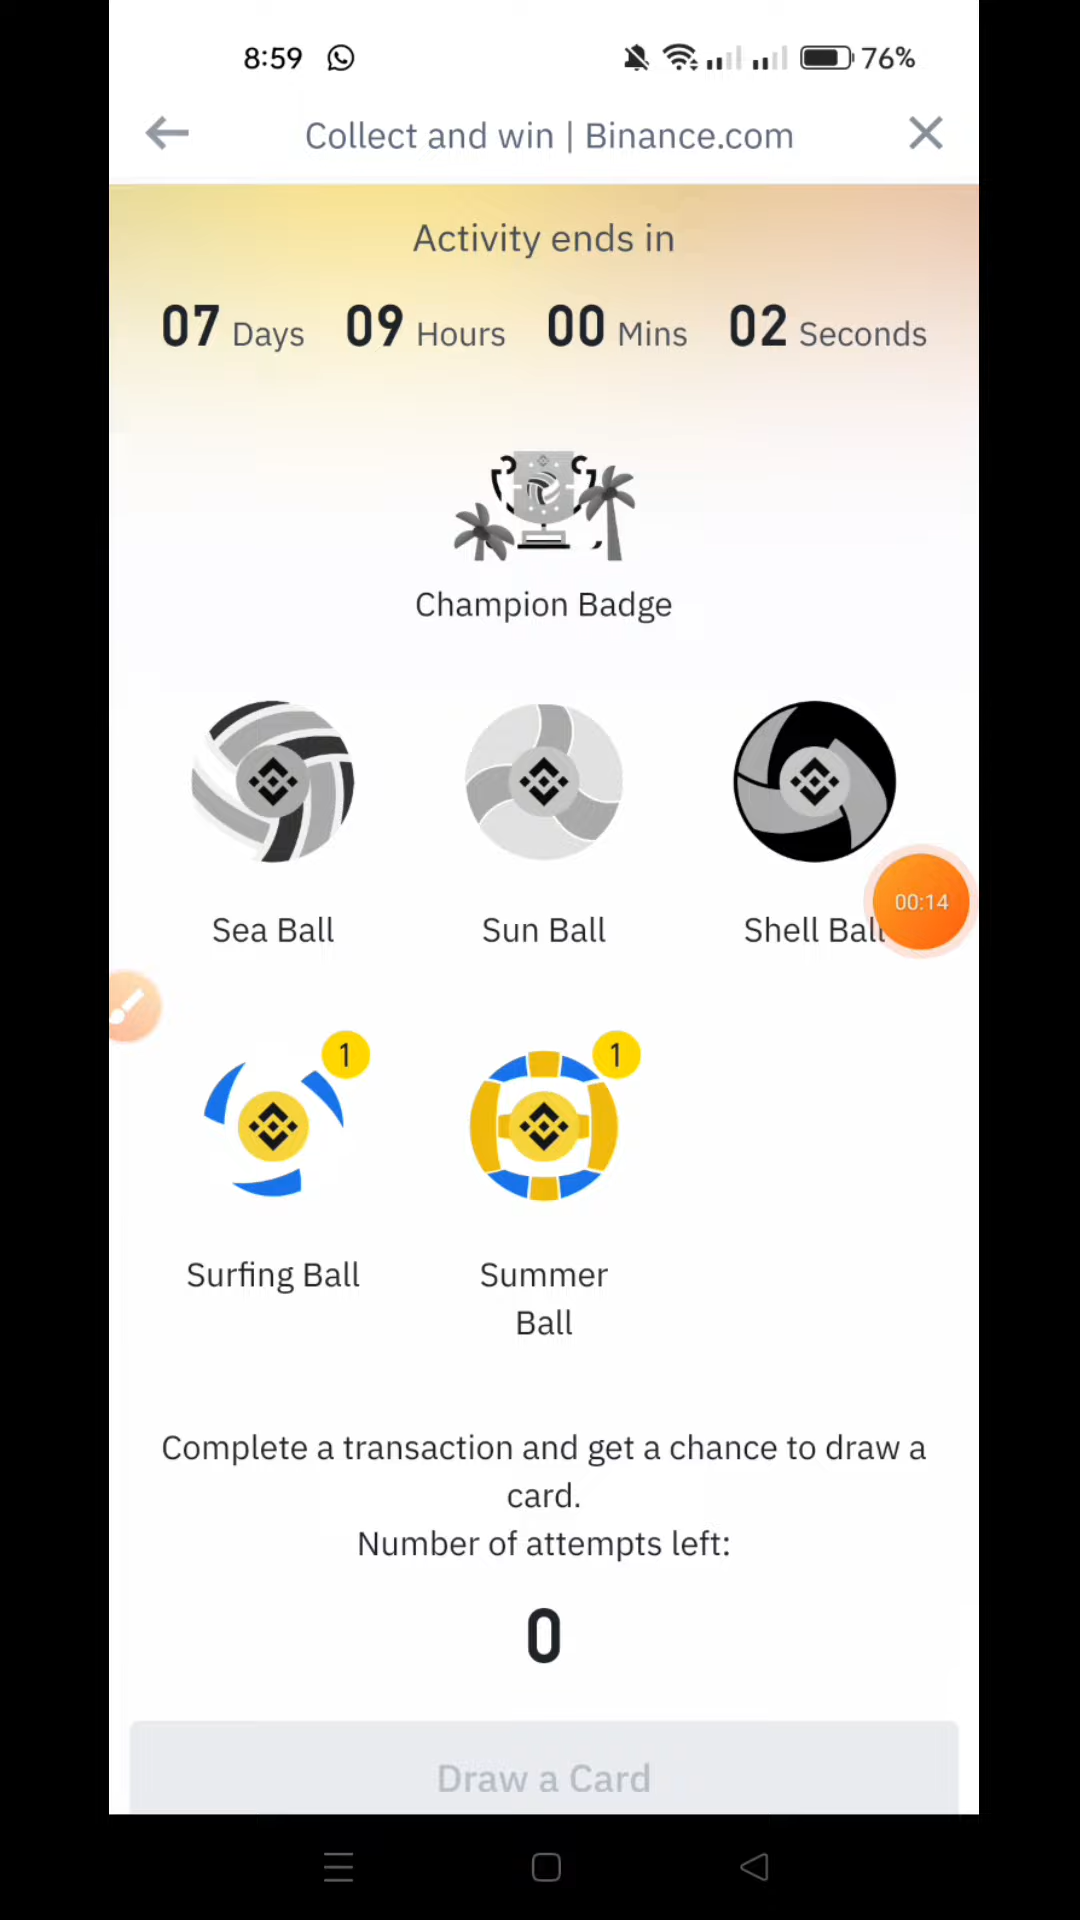 8:59 76%
Collect and win | Binance.com
Activity ends in
07 Days 09 Hours 00 Mins 02 Seconds
Champion Badge
Sea Ball Sun Ball Shell Ball
00:14
1 1
Surfing Ball Summer
Ball
Complete a transaction and get a chance to draw a
card.
Number of attempts left:
0
Draw a Card